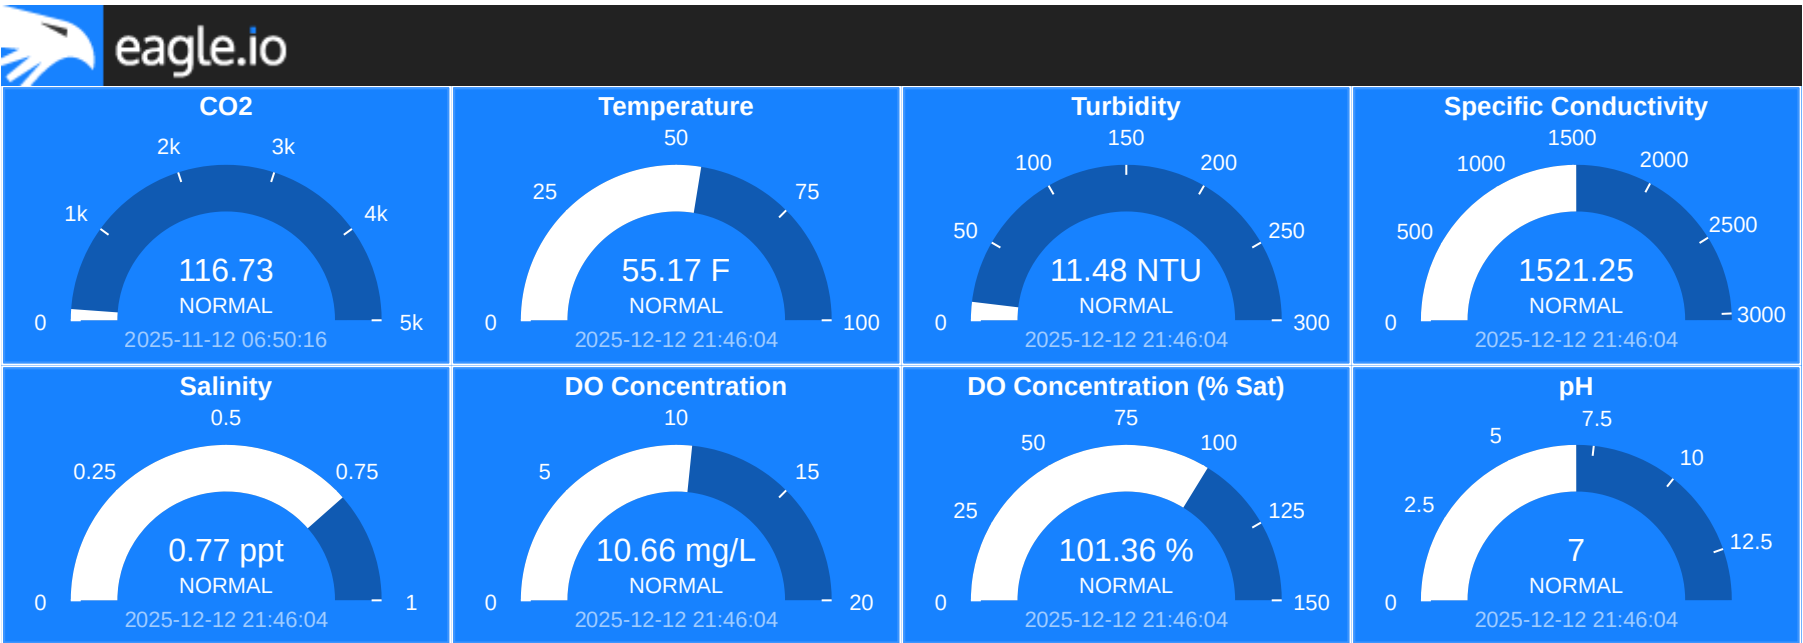 eagle.io
CO2
2k 3k
1k 4k
116.73
NORMAL
0 5k
2025-11-12 06:50:16
Temperature
50
25 75
55.17 F
NORMAL
0 100
2025-12-12 21:46:04
Turbidity
150
100 200
50 250
11.48 NTU
NORMAL
0 300
2025-12-12 21:46:04
Specific Conductivity
1500
1000 2000
500 2500
1521.25
NORMAL
0 3000
2025-12-12 21:46:04
Salinity
0.5
0.25 0.75
0.77 ppt
NORMAL
0 1
2025-12-12 21:46:04
DO Concentration
10
5 15
10.66 mg/L
NORMAL
0 20
2025-12-12 21:46:04
DO Concentration (% Sat)
75
50 100
25 125
101.36 %
NORMAL
0 150
2025-12-12 21:46:04
pH
7.5
5 10
2.5 12.5
7
NORMAL
0
2025-12-12 21:46:04